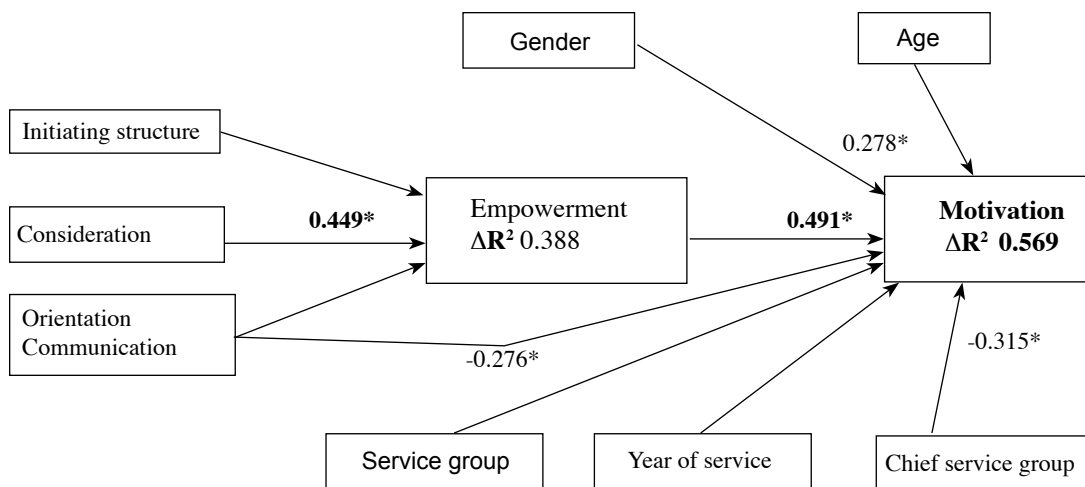 Gender
Age
Initiating structure
0.278*
Consideration
0.449*
Empowerment
ΔR² 0.388
0.491*
Motivation
ΔR² 0.569
Orientation
Communication
-0.276*
-0.315*
Service group
Year of service
Chief service group